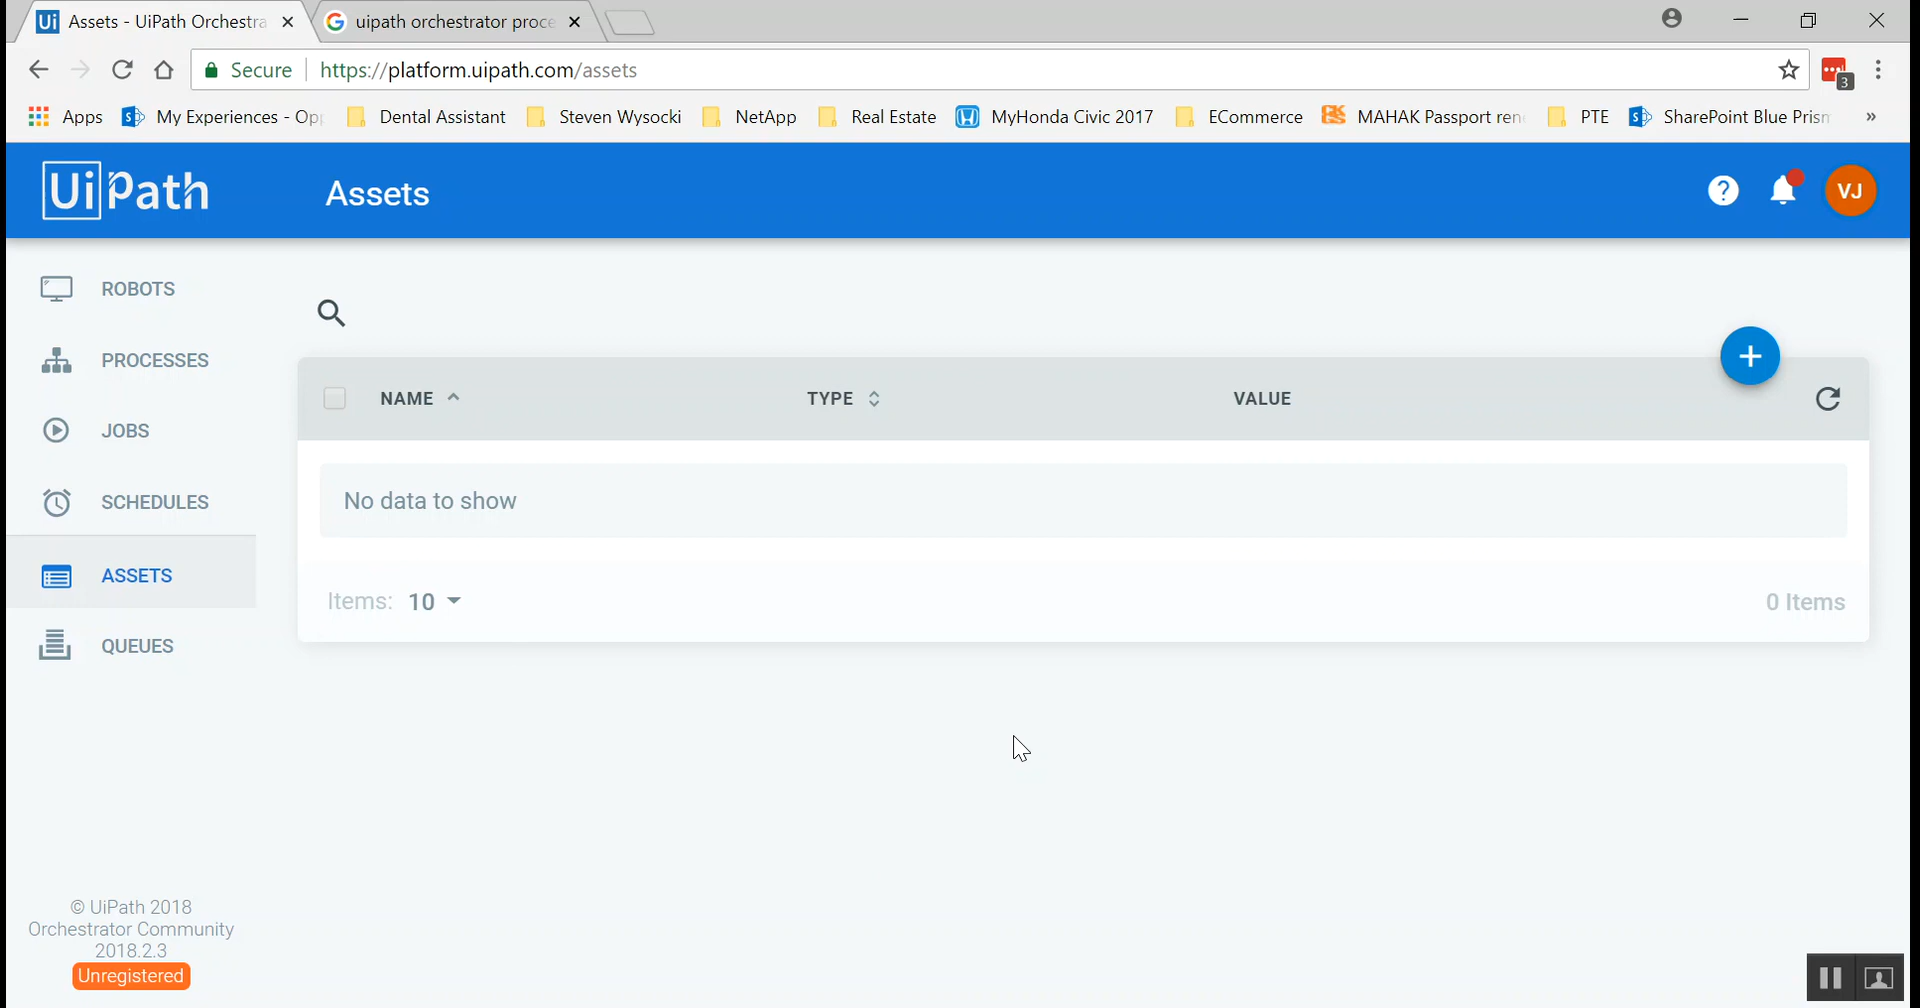 Assets - UiPath Orchestra
uipath orchestrator proce
Secure https://platform.uipath.com/assets
3
Apps My Experiences - Opp Dental Assistant Steven Wysocki NetApp Real Estate MyHonda Civic 2017 ECommerce MAHAK Passport ren PTE SharePoint Blue Prism »
UiPath Assets ? VJ
ROBOTS
PROCESSES
JOBS
SCHEDULES
ASSETS
QUEUES
NAME TYPE VALUE
No data to show
Items: 10 0 Items
© UiPath 2018
Orchestrator Community
2018.2.3
Unregistered